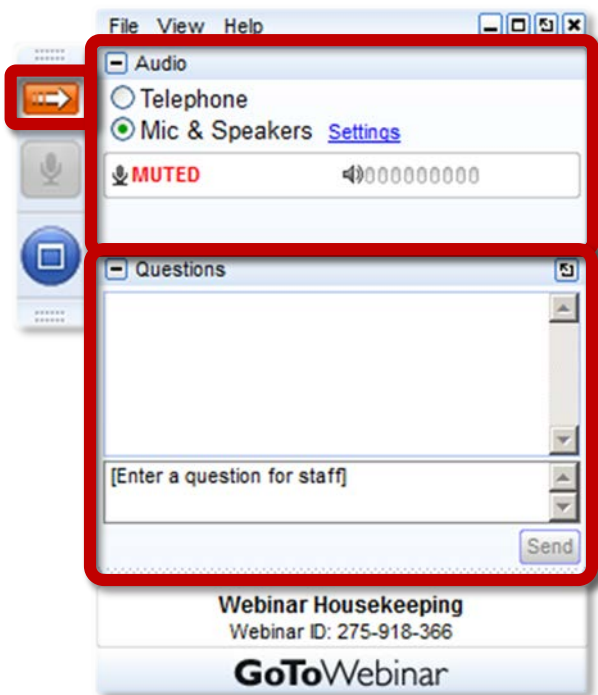 File View Help
Audio
Telephone
Mic & Speakers Settings
MUTED
Questions
[Enter a question for staff]
Send
Webinar Housekeeping
Webinar ID: 275-918-366
GoToWebinar